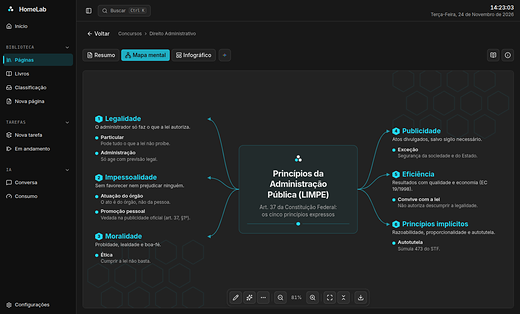 HomeLab
Buscar Ctrl K
14:23:03
Terça-Feira, 24 de Novembro de 2026
Início
BIBLIOTECA
Páginas
Livros
Classificação
Nova página
TAREFAS
Nova tarefa
Em andamento
IA
Conversa
Consumo
Configurações
Voltar
Concursos > Direito Administrativo
Resumo
Mapa mental
Infográfico
+
1 Legalidade
O administrador só faz o que a lei autoriza.
Particular
Pode tudo o que a lei não proíbe.
Administração
Só age com previsão legal.
2 Impessoalidade
Sem favorecer nem prejudicar ninguém.
Atuação do órgão
O ato é do órgão, não da pessoa.
Promoção pessoal
Vedada na publicidade oficial (art. 37, §1º).
3 Moralidade
Probidade, lealdade e boa-fé.
Ética
Cumprir a lei não basta.
Princípios da
Administração
Pública (LIMPE)
Art. 37 da Constituição Federal:
os cinco princípios expressos
4 Publicidade
Atos divulgados, salvo sigilo necessário.
Exceção
Segurança da sociedade e do Estado.
5 Eficiência
Resultados com qualidade e economia (EC
19/1998).
Convive com a lei
Não autoriza descumprir a legalidade.
6 Princípios implícitos
Razoabilidade, proporcionalidade e autotutela.
Autotutela
Súmula 473 do STF.
81%